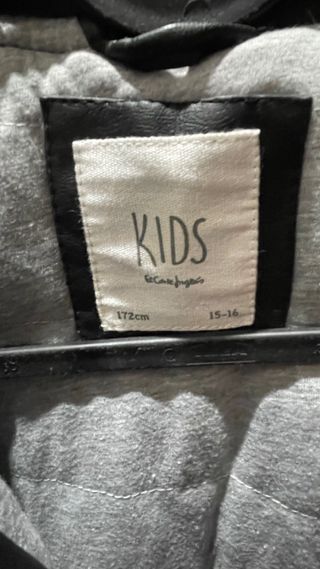 KIDS
El Corte Inglés
172cm 15-16